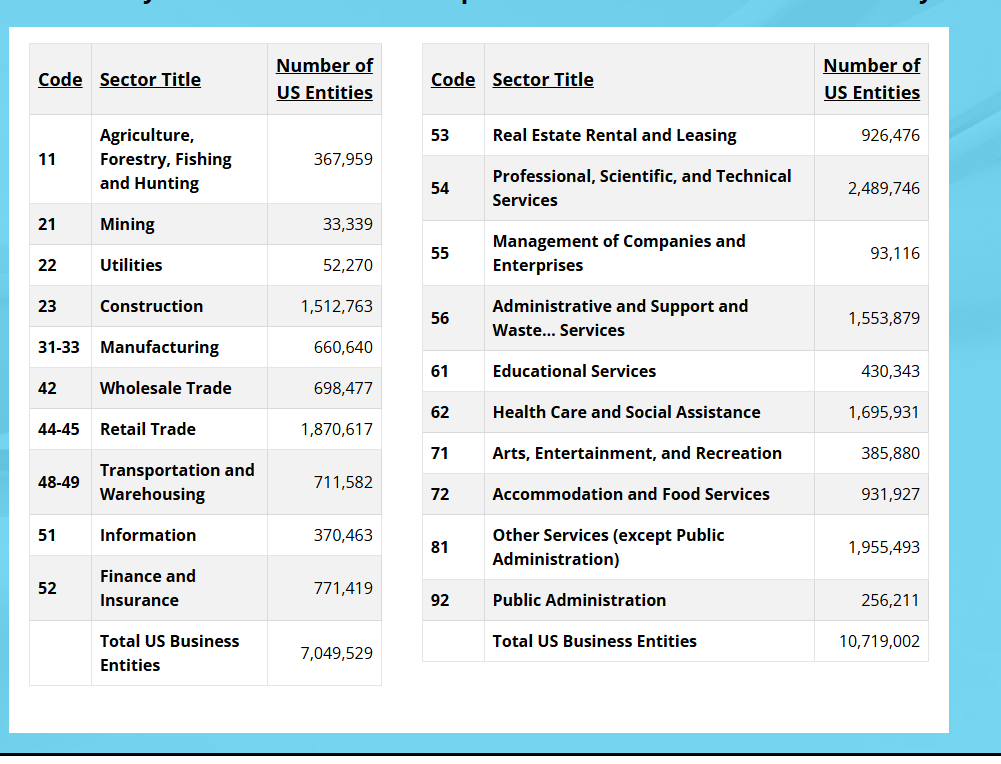 Code Sector Title Number of
US Entities
11 Agriculture,
Forestry, Fishing
and Hunting 367,959
21 Mining 33,339
22 Utilities 52,270
23 Construction 1,512,763
31-33 Manufacturing 660,640
42 Wholesale Trade 698,477
44-45 Retail Trade 1,870,617
48-49 Transportation and
Warehousing 711,582
51 Information 370,463
52 Finance and
Insurance 771,419
Total US Business
Entities 7,049,529
Code Sector Title Number of
US Entities
53 Real Estate Rental and Leasing 926,476
54 Professional, Scientific, and Technical
Services 2,489,746
55 Management of Companies and
Enterprises 93,116
56 Administrative and Support and
Waste... Services 1,553,879
61 Educational Services 430,343
62 Health Care and Social Assistance 1,695,931
71 Arts, Entertainment, and Recreation 385,880
72 Accommodation and Food Services 931,927
81 Other Services (except Public
Administration) 1,955,493
92 Public Administration 256,211
Total US Business Entities 10,719,002